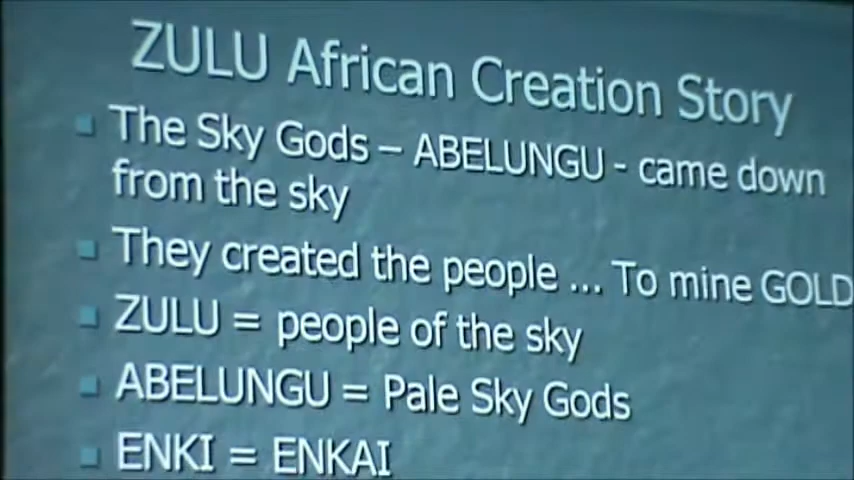 ZULU African Creation Story
The Sky Gods – ABELUNGU - came down
from the sky
They created the people ... To mine GOLD
ZULU = people of the sky
ABELUNGU = Pale Sky Gods
ENKI = ENKAI